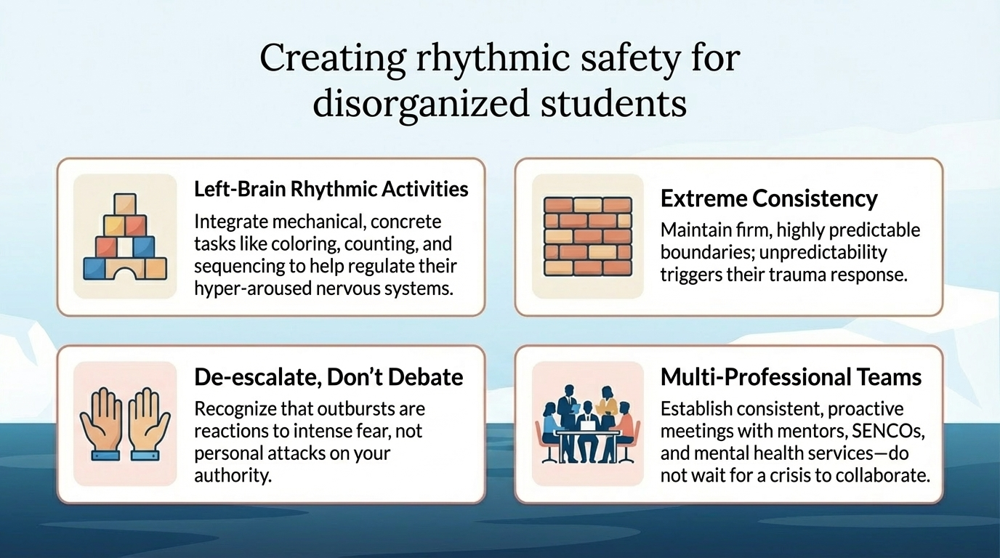 Creating rhythmic safety for
disorganized students
Left-Brain Rhythmic Activities
Integrate mechanical, concrete
tasks like coloring, counting, and
sequencing to help regulate their
hyper-aroused nervous systems.
Extreme Consistency
Maintain firm, highly predictable
boundaries; unpredictability
triggers their trauma response.
De-escalate, Don’t Debate
Recognize that outbursts are
reactions to intense fear, not
personal attacks on your
authority.
Multi-Professional Teams
Establish consistent, proactive
meetings with mentors, SENCOs,
and mental health services—do
not wait for a crisis to collaborate.